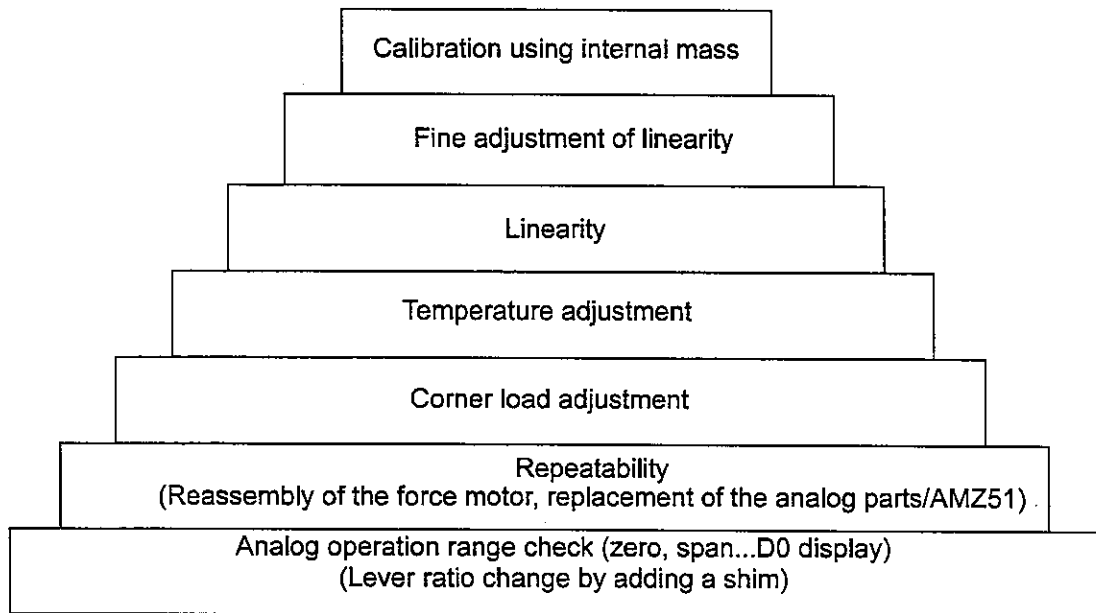 Calibration using internal mass
Fine adjustment of linearity
Linearity
Temperature adjustment
Corner load adjustment
Repeatability
(Reassembly of the force motor, replacement of the analog parts/AMZ51)
Analog operation range check (zero, span...D0 display)
(Lever ratio change by adding a shim)